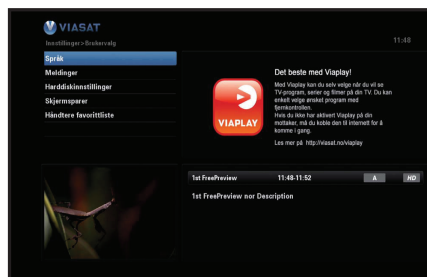 VIASAT
Innstillinger > Brukervalg
11:48
Språk
Meldinger
Harddiskinnstillinger
Skjermsparer
Håndtere favorittliste
VIAPLAY
Det beste med Viaplay!
Med Viaplay kan du selv velge når du vil se
TV-program, serier og filmer på din TV. Du kan
enkelt velge ønsket program med
fjernkontrollen.
Hvis du ikke har aktivert Viaplay på din
mottaker, må du koble den til internett for å
komme i gang.
Les mer på http://viasat.no/viaplay
1st FreePreview 11:48-11:52 A HD
1st FreePreview nor Description